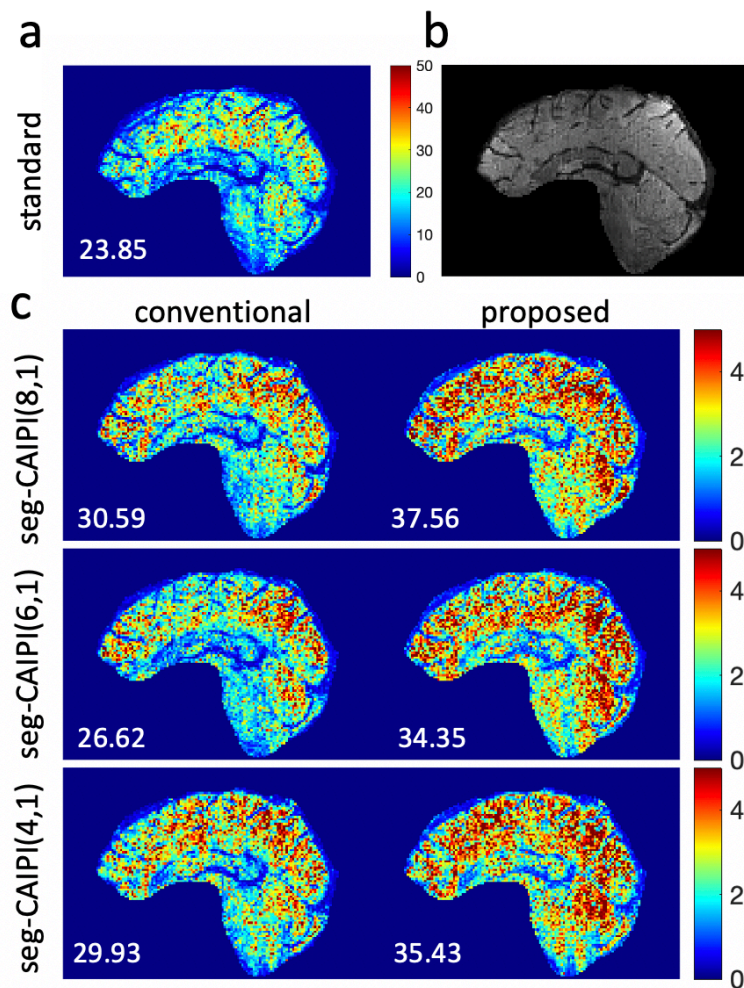 a
b
standard
50
40
30
20
10
0
23.85
c
conventional
proposed
seg-CAIPI(8,1)
30.59
37.56
4
2
0
seg-CAIPI(6,1)
26.62
34.35
4
2
0
seg-CAIPI(4,1)
29.93
35.43
4
2
0